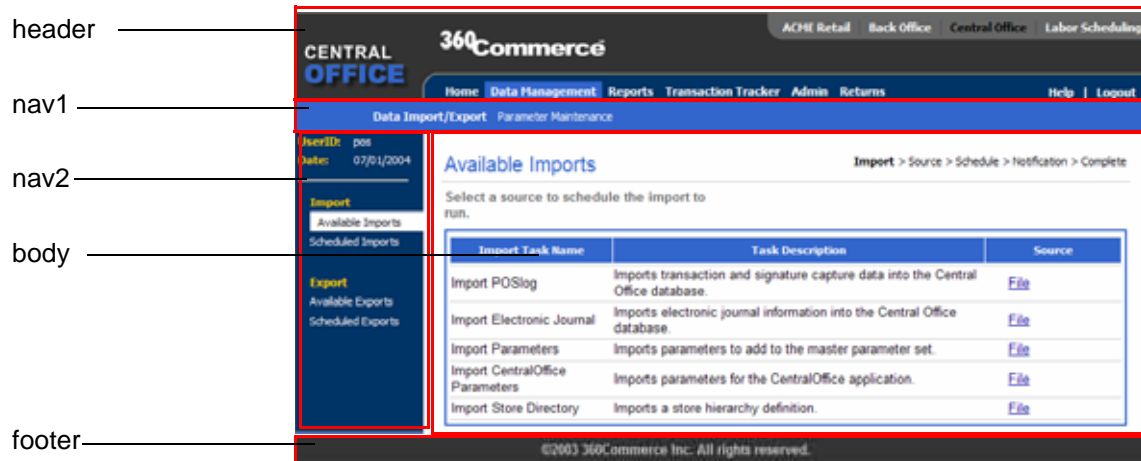 header
nav1
nav2
body
footer
CENTRAL
OFFICE
360Commerce
ACME Retail Back Office Central Office Labor Scheduling
Home Data Management Reports Transaction Tracker Admin Returns Help | Logout
Data Import/Export Parameter Maintenance
UserID: pos
Date: 07/01/2004
Import
Available Imports
Scheduled Imports
Export
Available Exports
Scheduled Exports
Available Imports
Import > Source > Schedule > Notification > Complete
Select a source to schedule the import to
run.
Import Task Name Task Description Source
Import POSlog Imports transaction and signature capture data into the Central
Office database. File
Import Electronic Journal Imports electronic journal information into the Central Office
database. File
Import Parameters Imports parameters to add to the master parameter set. File
Import CentralOffice
Parameters Imports parameters for the CentralOffice application. File
Import Store Directory Imports a store hierarchy definition. File
©2003 360Commerce Inc. All rights reserved.